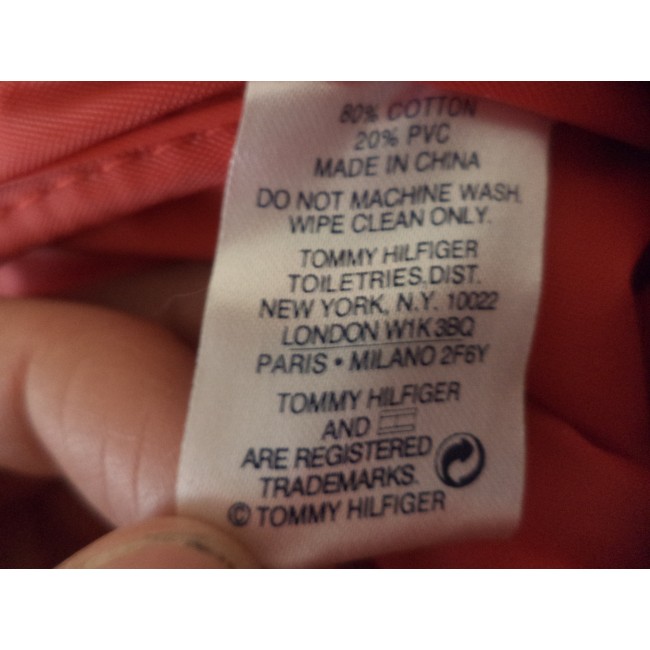 80% COTTON
20% PVC
MADE IN CHINA
DO NOT MACHINE WASH.
WIPE CLEAN ONLY.
TOMMY HILFIGER
TOILETRIES.DIST.
NEW YORK, N.Y. 10022
LONDON W1K 3BQ
PARIS • MILANO 2F6Y
TOMMY HILFIGER
AND
ARE REGISTERED
TRADEMARKS.
© TOMMY HILFIGER